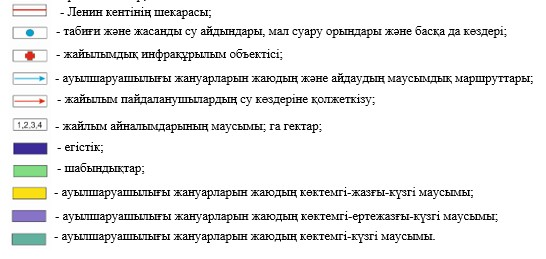 - Ленин кентінің шекарасы;
- табиғи және жасанды су айдындары, мал суару орындары және басқа да көздері;
- жайылымдық инфрақұрылым объектісі;
- ауылшаруашылығы жануарларын жаюдың және айдаудың маусымдық маршруттары;
- жайылым пайдаланушылардың су көздеріне қолжеткізу;
1,2,3,4 - жайлым айналымдарының маусымы; га гектар;
- егістік;
- шабындықтар;
- ауылшаруашылығы жануарларын жаюдың көктемгі-жазғы-күзгі маусымы;
- ауылшаруашылығы жануарларын жаюдың көктемгі-ертежазғы-күзгі маусымы;
- ауылшаруашылығы жануарларын жаюдың көктемгі-күзгі маусымы.